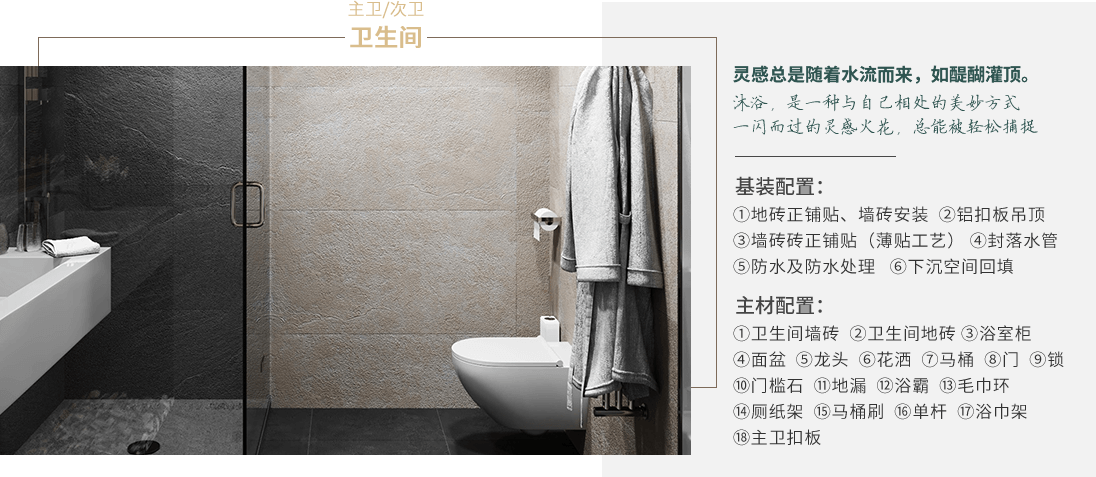 主卫/次卫
卫生间
灵感总是随着水流而来，如醍醐灌顶。
沐浴，是一种与自己相处的美妙方式
一闪而过的灵感火花，总能被轻松捕捉
基装配置：
①地砖正铺贴、墙砖安装 ②铝扣板吊顶
③墙砖砖正铺贴（薄贴工艺） ④封落水管
⑤防水及防水处理 ⑥下沉空间回填
主材配置：
①卫生间墙砖 ②卫生间地砖 ③浴室柜
④面盆 ⑤龙头 ⑥花洒 ⑦马桶 ⑧门 ⑨锁
⑩门槛石 ⑪地漏 ⑫浴霸 ⑬毛巾环
⑭厕纸架 ⑮马桶刷 ⑯单杆 ⑰浴巾架
⑱主卫扣板